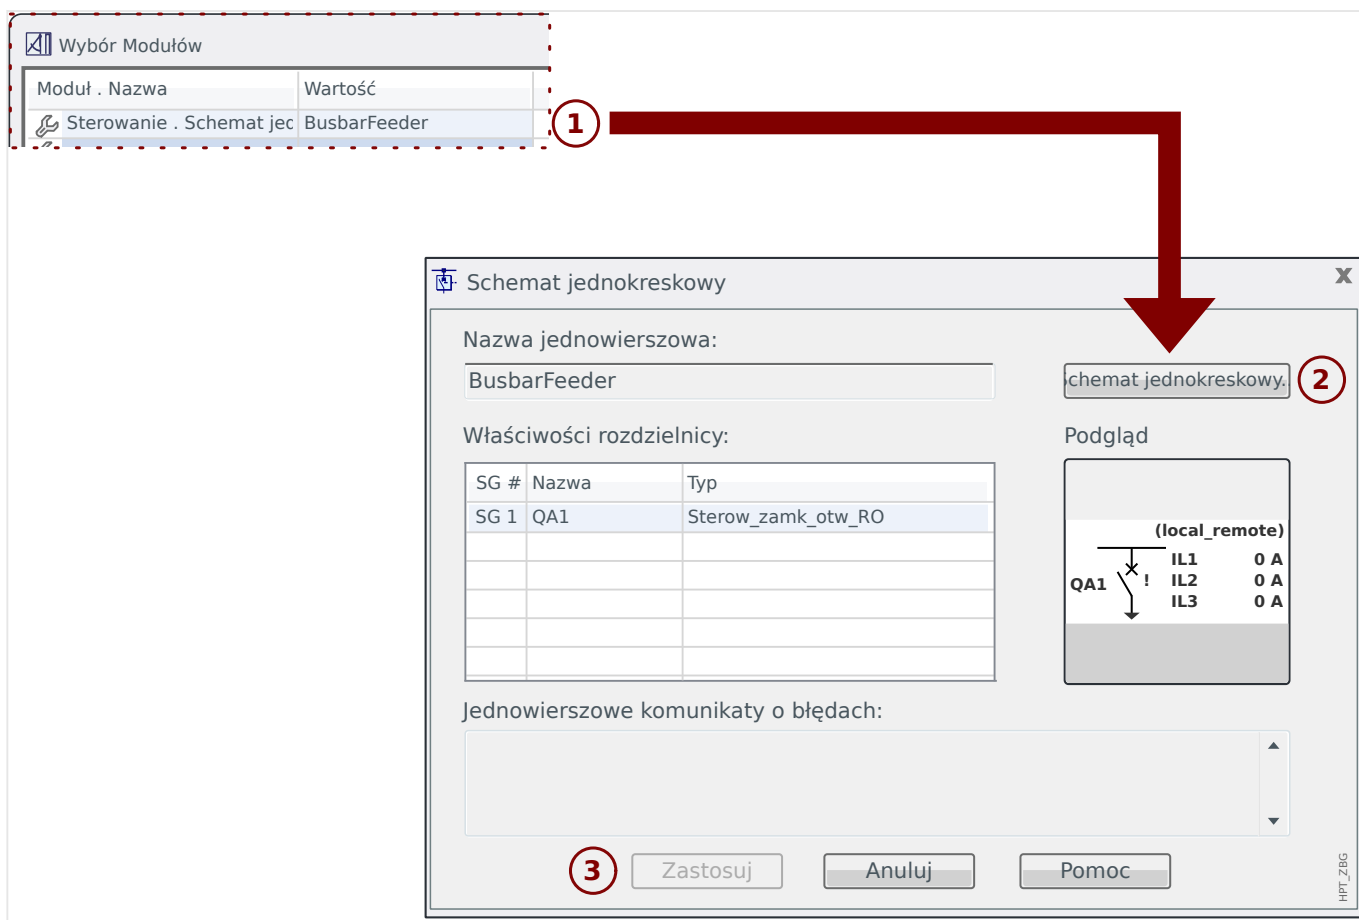 Wybór Modułów
Moduł . Nazwa Wartość
Sterowanie . Schemat jed BusbarFeeder
1
Schemat jednokreskowy X
Nazwa jednowierszowa:
BusbarFeeder
schemat jednokreskowy..
2
Właściwości rozdzielnicy:
Podgląd
SG # Nazwa Typ
SG 1 QA1 Sterow_zamk_otw_RO
(local_remote)
IL1 0 A
QA1 ! IL2 0 A
IL3 0 A
Jednowierszowe komunikaty o błędach:
3 Zastosuj Anuluj Pomoc
HPT_ZBG